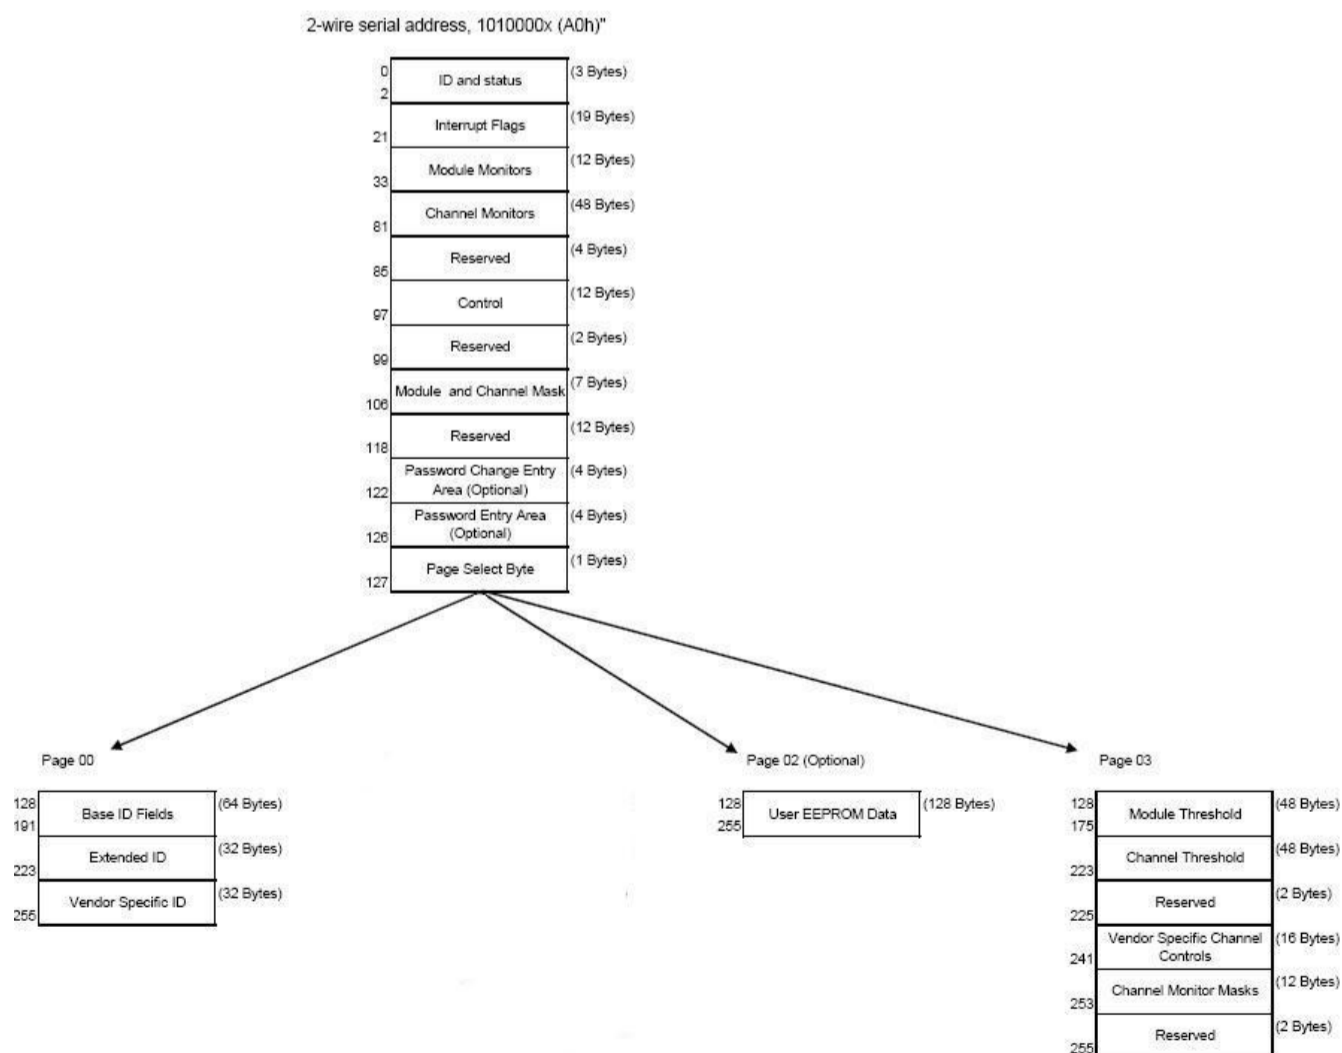 2-wire serial address, 1010000x (A0h)"
0
ID and status
(3 Bytes)
2
Interrupt Flags
(19 Bytes)
21
Module Monitors
(12 Bytes)
33
Channel Monitors
(48 Bytes)
81
Reserved
(4 Bytes)
85
Control
(12 Bytes)
97
Reserved
(2 Bytes)
99
Module and Channel Mask
(7 Bytes)
106
Reserved
(12 Bytes)
118
Password Change Entry
Area (Optional)
(4 Bytes)
122
Password Entry Area
(Optional)
(4 Bytes)
126
Page Select Byte
(1 Bytes)
127
Page 00
128
Base ID Fields
(64 Bytes)
191
Extended ID
(32 Bytes)
223
Vendor Specific ID
(32 Bytes)
255
Page 02 (Optional)
128
User EEPROM Data
(128 Bytes)
255
Page 03
128
Module Threshold
(48 Bytes)
175
Channel Threshold
(48 Bytes)
223
Reserved
(2 Bytes)
225
Vendor Specific Channel
Controls
(16 Bytes)
241
Channel Monitor Masks
(12 Bytes)
253
Reserved
(2 Bytes)
255